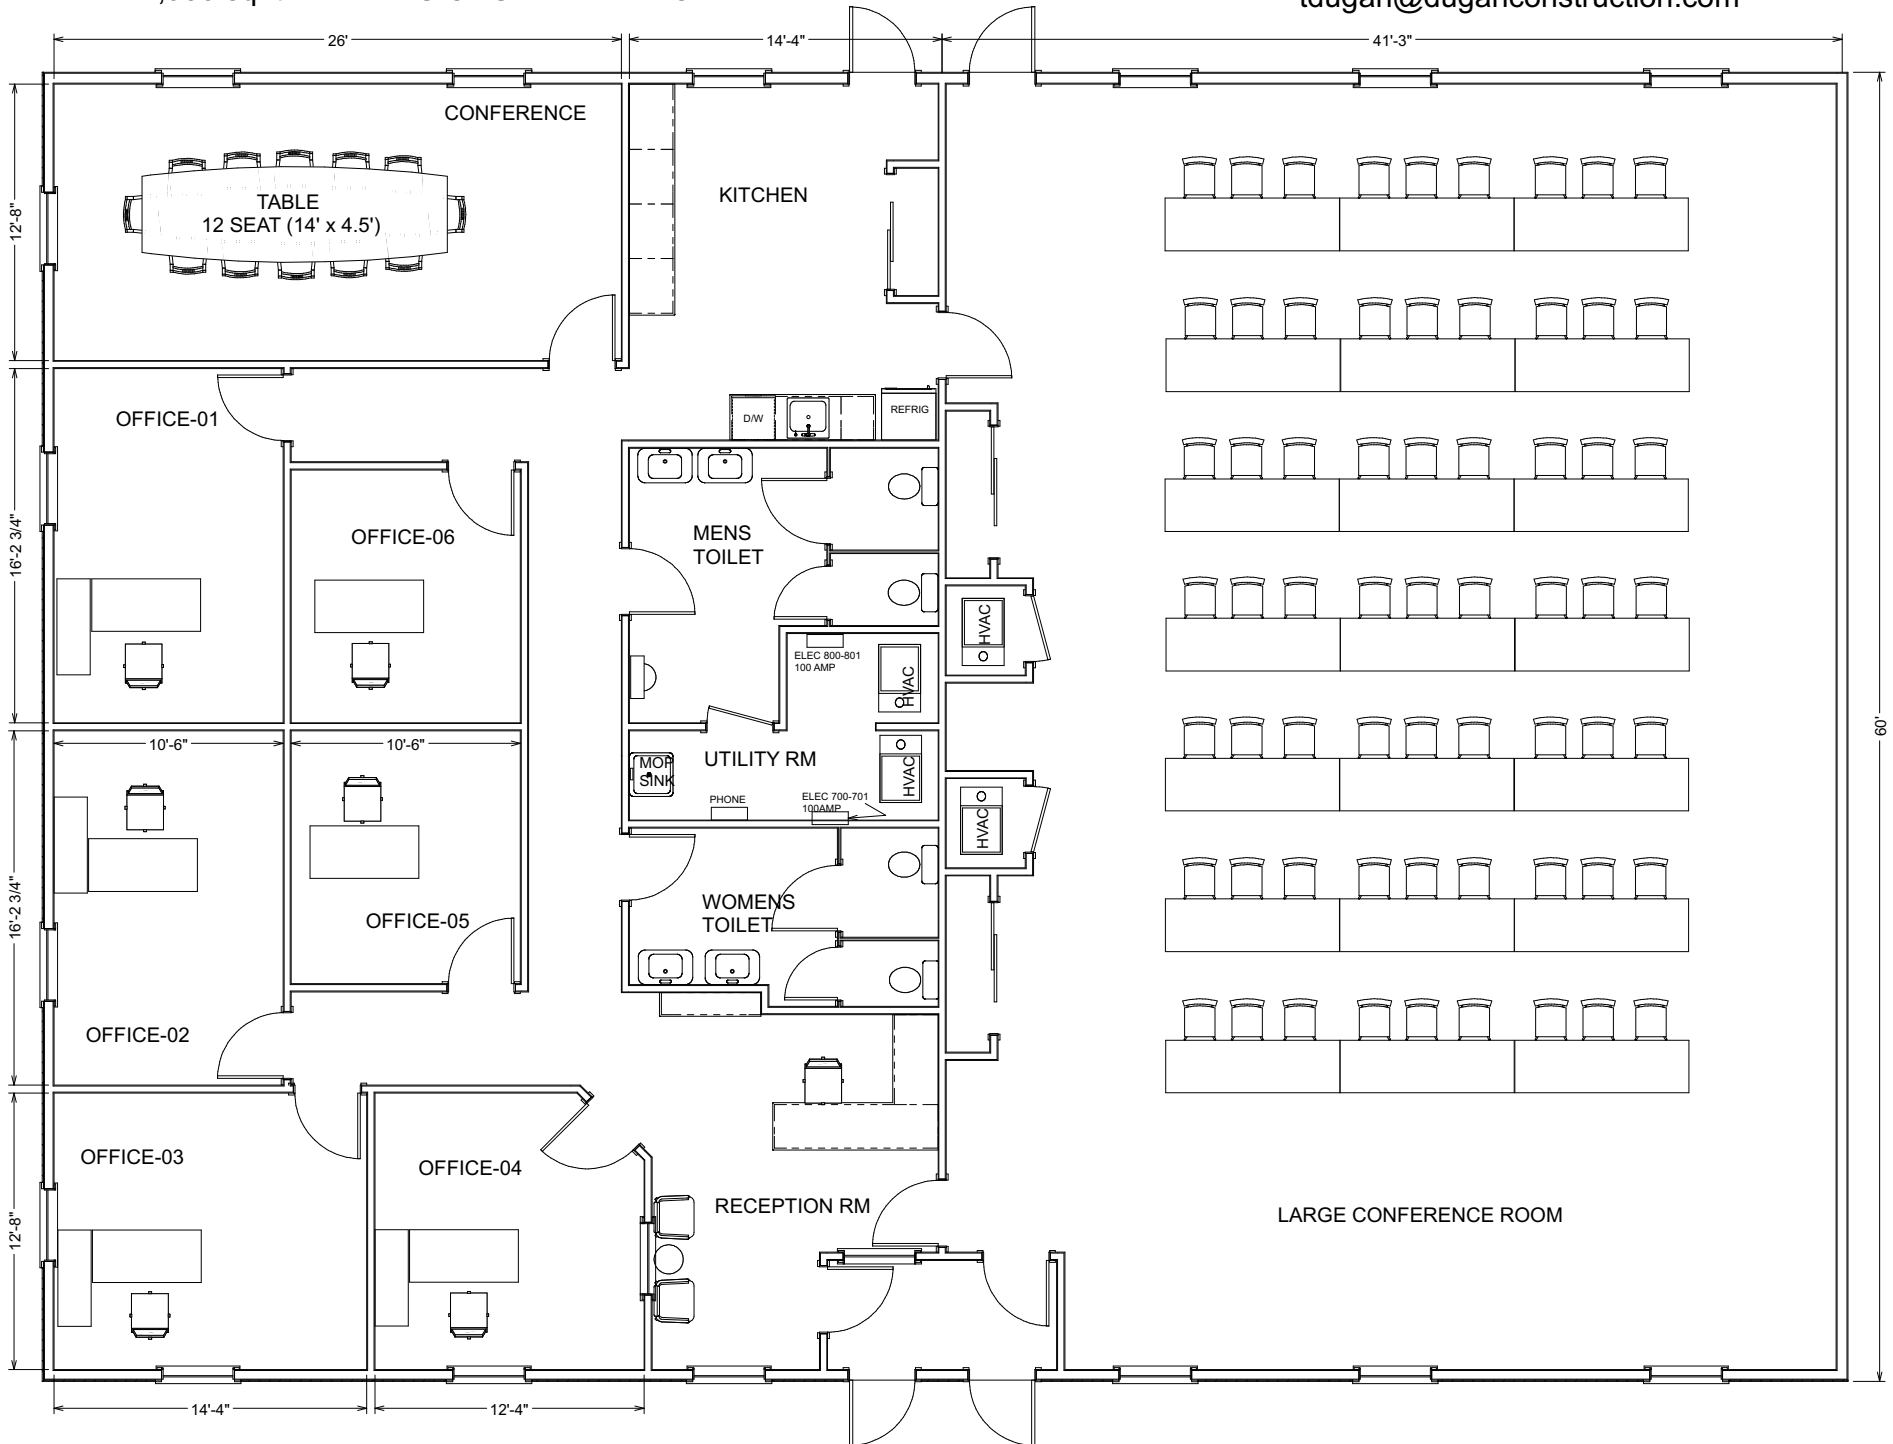 tdugan@duganconstruction.com
26'
14'-4"
41'-3"
CONFERENCE
TABLE
12 SEAT (14' x 4.5')
KITCHEN
12'-8"
OFFICE-01
D/W
REFRIG
OFFICE-06
MENS
TOILET
16'-2 3/4"
HVAC
ELEC 800-801
100 AMP
HVAC
10'-6"
10'-6"
UTILITY RM
MOP
SINK
PHONE
ELEC 700-701
100AMP
HVAC
HVAC
60'
16'-2 3/4"
OFFICE-05
WOMENS
TOILET
OFFICE-02
OFFICE-03
OFFICE-04
RECEPTION RM
LARGE CONFERENCE ROOM
12'-8"
14'-4"
12'-4"